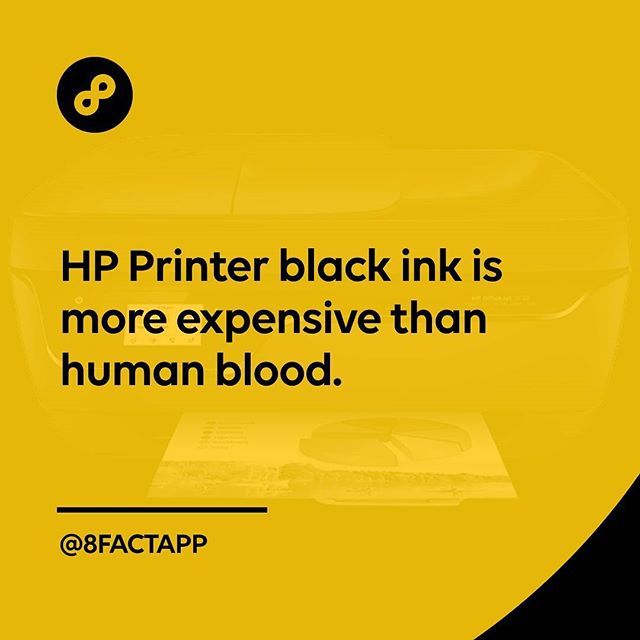 HP Printer black ink is
more expensive than
human blood.
@8FACTAPP